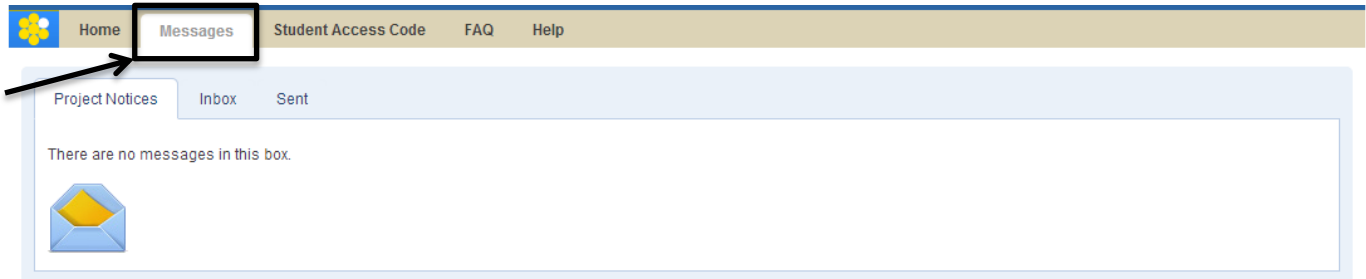 Home Messages Student Access Code FAQ Help
Project Notices Inbox Sent
There are no messages in this box.